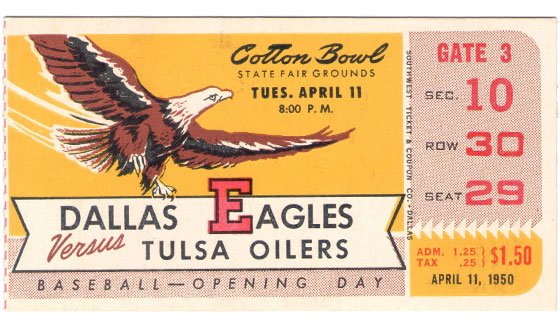 Cotton Bowl
STATE FAIR GROUNDS
TUES. APRIL 11
8:00 P. M.
DALLAS EAGLES
Versus TULSA OILERS
BASEBALL—OPENING DAY
SOUTHWEST TICKET & COUPON CO.-DALLAS
GATE 3
SEC. 10
ROW 30
SEAT 29
ADM. 1.25 } $1.50
TAX .25
APRIL 11, 1950